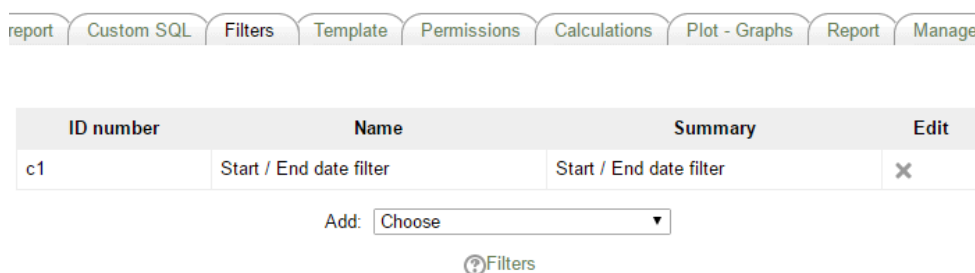 report Custom SQL Filters Template Permissions Calculations Plot - Graphs Report Manage
ID number Name Summary Edit
c1 Start / End date filter Start / End date filter
Add: Choose
Filters